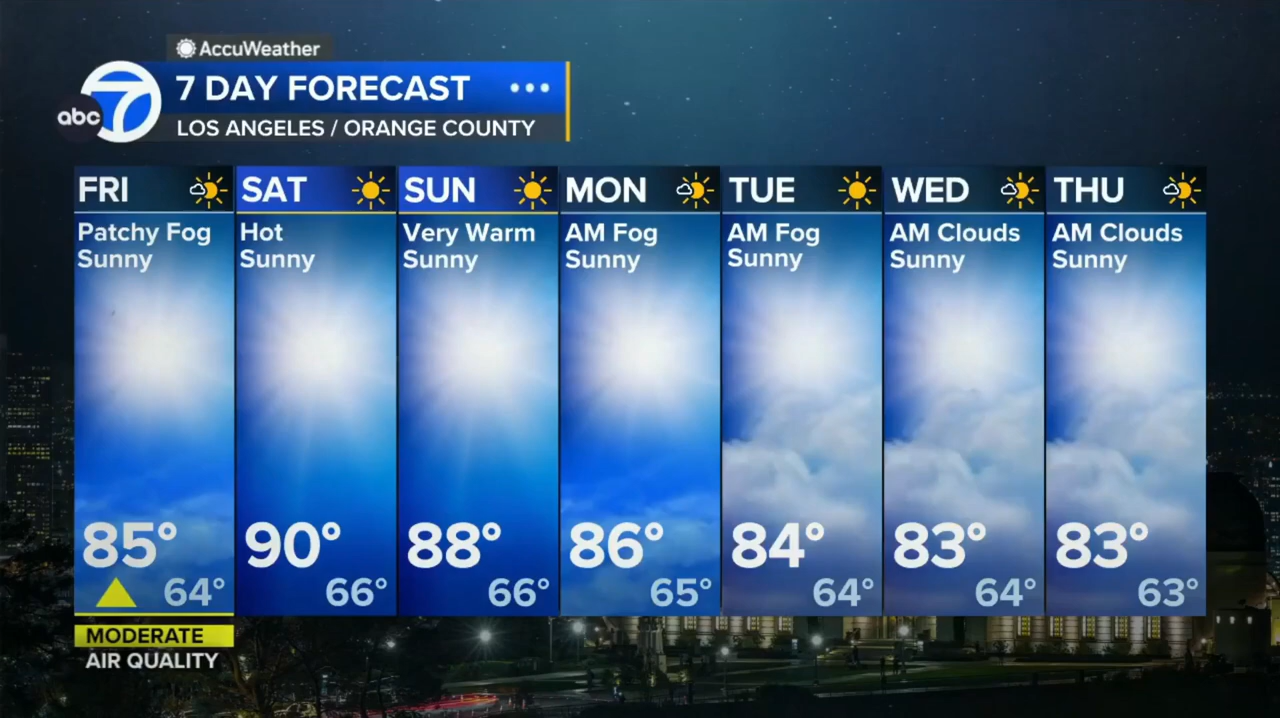 AccuWeather
abc 7
7 DAY FORECAST
LOS ANGELES / ORANGE COUNTY
FRI
Patchy Fog
Sunny
85°
64°
MODERATE
AIR QUALITY
SAT
Hot
Sunny
90°
66°
SUN
Very Warm
Sunny
88°
66°
MON
AM Fog
Sunny
86°
65°
TUE
AM Fog
Sunny
84°
64°
WED
AM Clouds
Sunny
83°
64°
THU
AM Clouds
Sunny
83°
63°